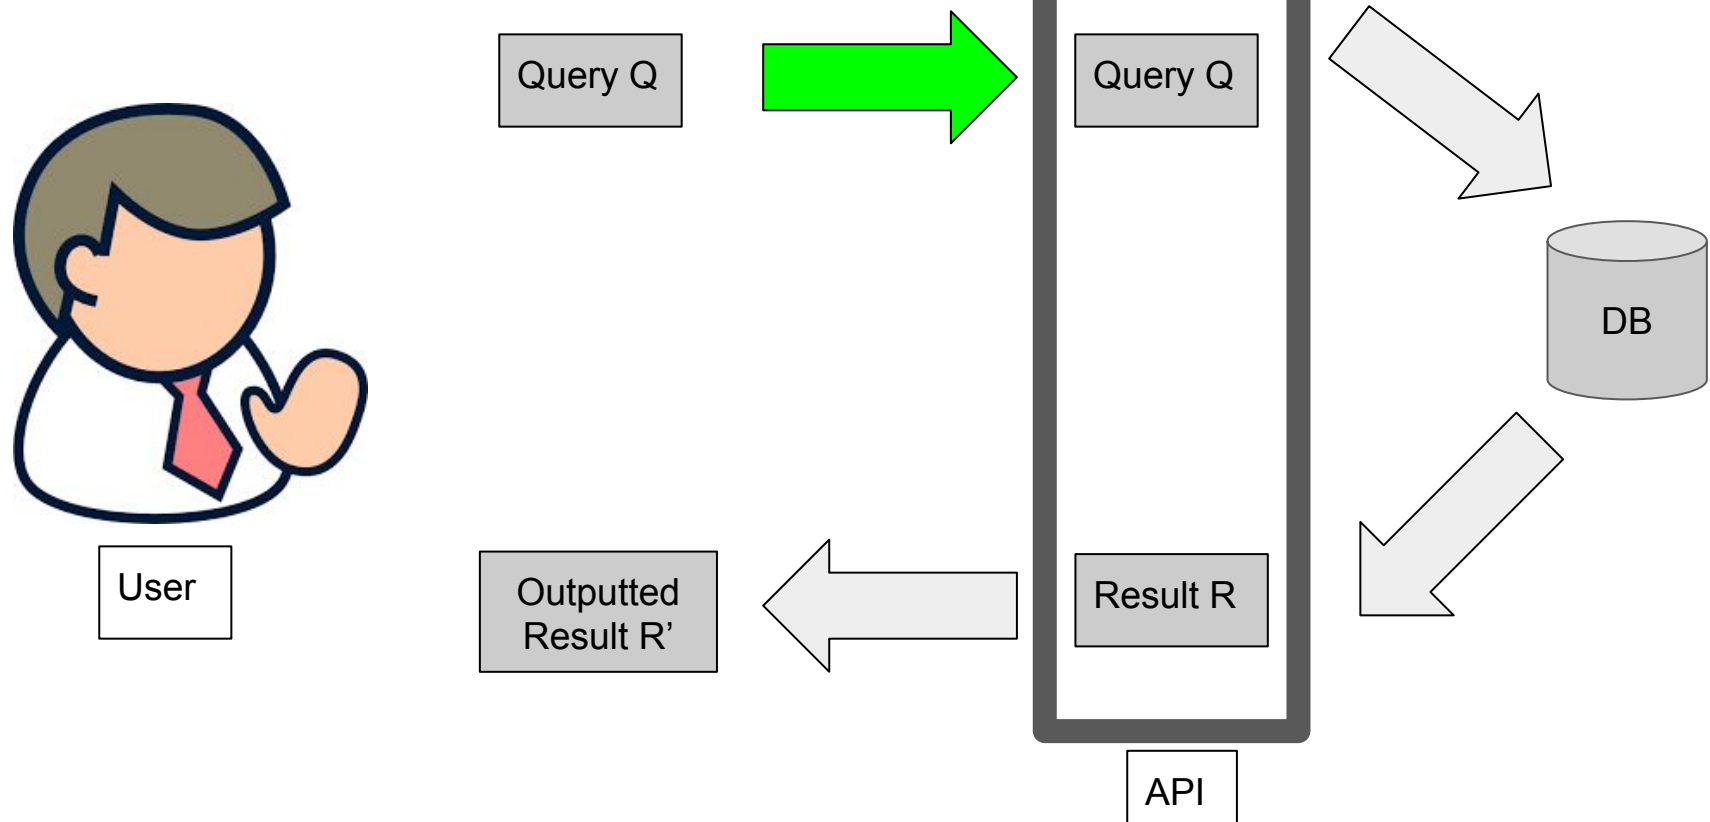 Query Q
Query Q
DB
User
Outputted
Result R’
Result R
API